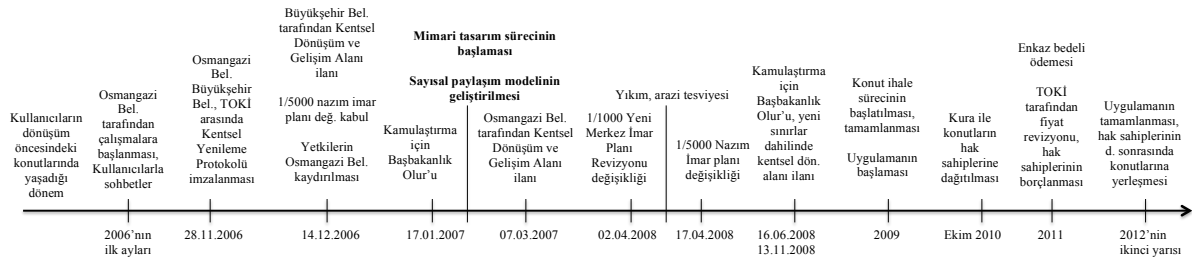 Kullanıcıların
dönüşüm
öncesindeki
konutlarında
yaşadığı
dönem
Osmangazi
Bel.
tarafından
çalışmalara
başlanması,
Kullanıcılarla
sohbetler
2006’nın
ilk ayları
Osmangazi
Bel.
Büyükşehir
Bel., TOKİ
arasında
Kentsel
Yenileme
Protokolü
imzalanması
28.11.2006
Büyükşehir Bel.
tarafından Kentsel
Dönüşüm ve
Gelişim Alanı
ilanı
1/5000 nazım imar
planı değ. kabul
Yetkilerin
Osmangazi Bel.
kaydırılması
14.12.2006
Kamulaştırma
için
Başbakanlık
Olur’u
17.01.2007
Mimari tasarım sürecinin
başlaması
Sayısal paylaşım modelinin
geliştirilmesi
Osmangazi Bel.
tarafından Kentsel
Dönüşüm ve
Gelişim Alanı
ilanı
07.03.2007
1/1000 Yeni
Merkez İmar
Planı
Revizyonu
değişikliği
02.04.2008
Yıkım, arazi tesviyesi
1/5000 Nazım
İmar planı
değişikliği
17.04.2008
Kamulaştırma
için
Başbakanlık
Olur’u, yeni
sınırlar
dahilinde
kentsel dön.
alanı ilanı
16.06.2008
13.11.2008
Konut ihale
sürecinin
başlatılması,
tamamlanması
Uygulamanın
başlaması
2009
Kura ile
konutların
hak
sahiplerine
dağıtılması
Ekim 2010
Enkaz bedeli
ödemesi
TOKİ
tarafından
fiyat
revizyonu,
hak
sahiplerinin
borçlanması
2011
Uygulamanın
tamamlanması,
hak sahiplerinin
d. sonrasında
konutlarına
yerleşmesi
2012’nin
ikinci yarısı